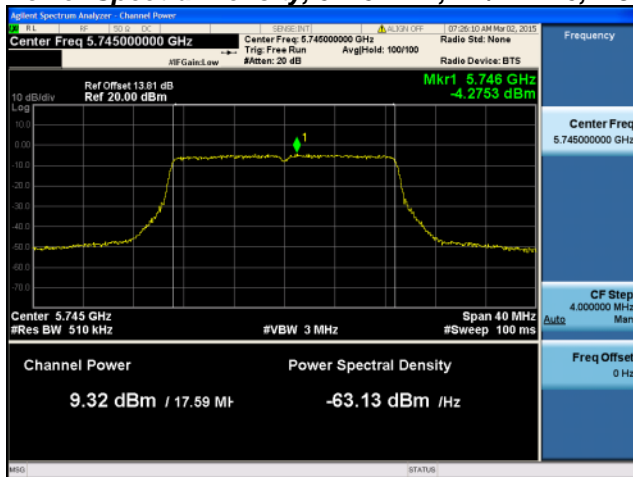 Agilent Spectrum Analyzer - Channel Power
RL RF 50 Ω DC SENSE:INT ALIGN OFF 07:26:10 AM Mar 02, 2015
Center Freq 5.745000000 GHz
Center Freq: 5.745000000 GHz
Radio Std: None
Trig: Free Run Avg|Hold: 100/100
#IFGain:Low #Atten: 20 dB Radio Device: BTS
Frequency
Ref Offset 13.81 dB
10 dB/div Ref 20.00 dBm
Mkr1 5.746 GHz
-4.2753 dBm
Log
10.0
0.00
-10.0
-20.0
-30.0
-40.0
-50.0
-60.0
-70.0
1
Center Freq
5.745000000 GHz
Center 5.745 GHz Span 40 MHz
#Res BW 510 kHz #VBW 3 MHz #Sweep 100 ms
CF Step
4.000000 MHz
Auto Man
Channel Power Power Spectral Density
9.32 dBm / 17.59 MH -63.13 dBm /Hz
Freq Offset
0 Hz
MSG STATUS